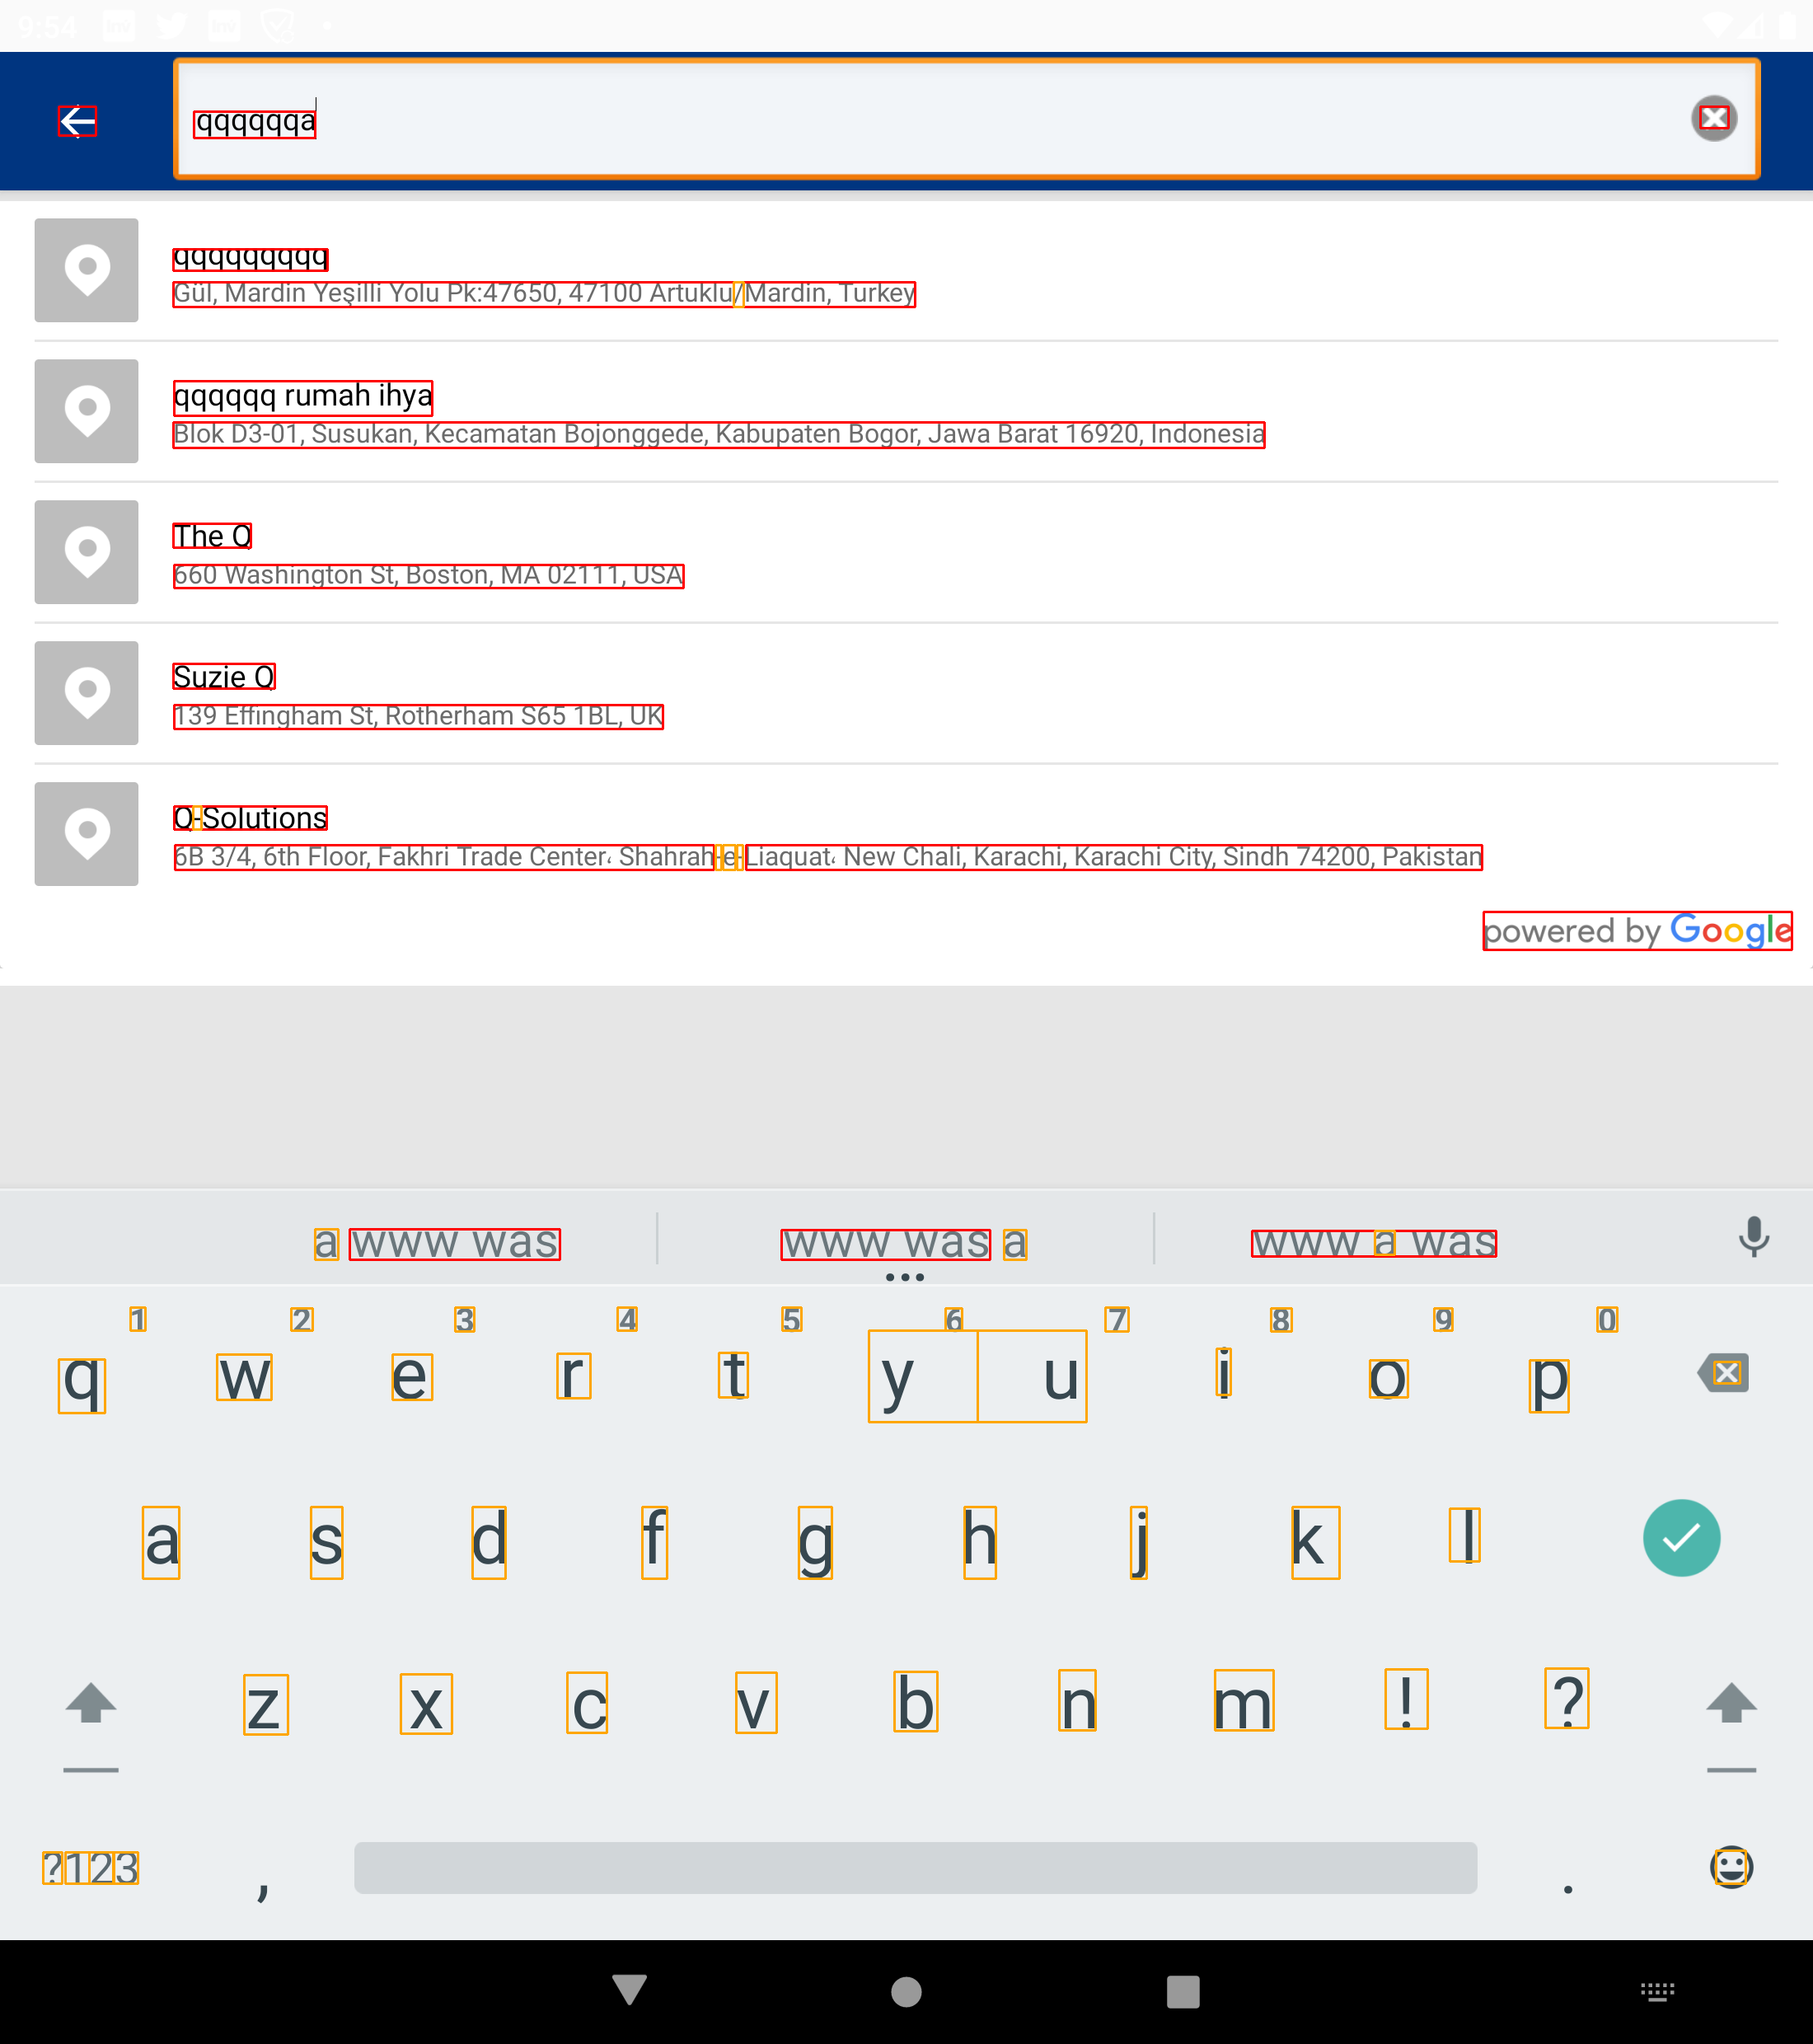 9:54
qqqqqqa
qqqqqqqqq
Gül, Mardin Yeşilli Yolu Pk:47650, 47100 Artuklu/Mardin, Turkey
qqqqqq rumah ihya
Blok D3-01, Susukan, Kecamatan Bojonggede, Kabupaten Bogor, Jawa Barat 16920, Indonesia
The Q
660 Washington St, Boston, MA 02111, USA
Suzie Q
139 Effingham St, Rotherham S65 1BL, UK
Q-Solutions
6B 3/4, 6th Floor, Fakhri Trade Center، Shahrah-e-Liaquat، New Chali, Karachi, Karachi City, Sindh 74200, Pakistan
powered by Google
a www was www was a www a was
1 2 3 4 5 6 7 8 9 0
q w e r t y u i o p
a s d f g h j k l
z x c v b n m ! ?
?123 , .